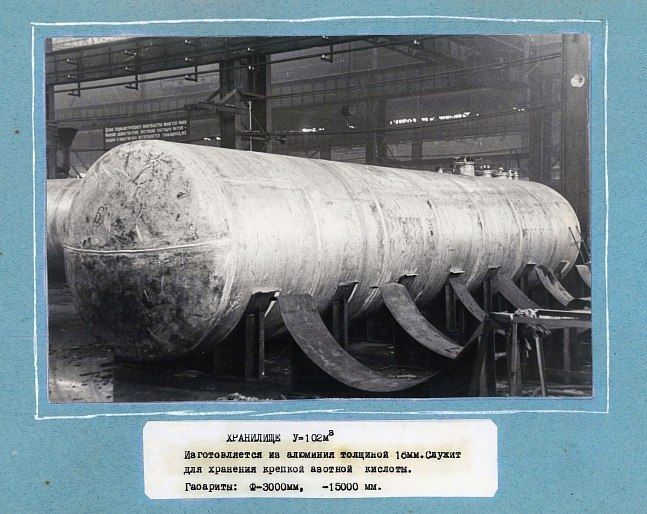 ХРАНИЛИЩЕ У=102м³
Изготовляется из алюминия толщиной 16мм.Служит
для хранения крепкой азотной кислоты.
Габариты: Ф-3000мм, -15000 мм.